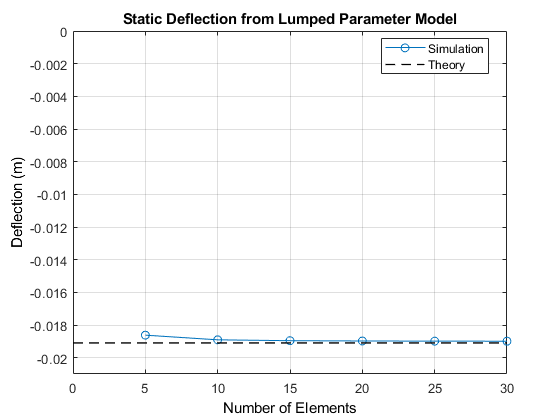 Static Deflection from Lumped Parameter Model
Simulation
Theory
0
-0.002
-0.004
-0.006
-0.008
-0.01
-0.012
-0.014
-0.016
-0.018
-0.02
Deflection (m)
0 5 10 15 20 25 30
Number of Elements